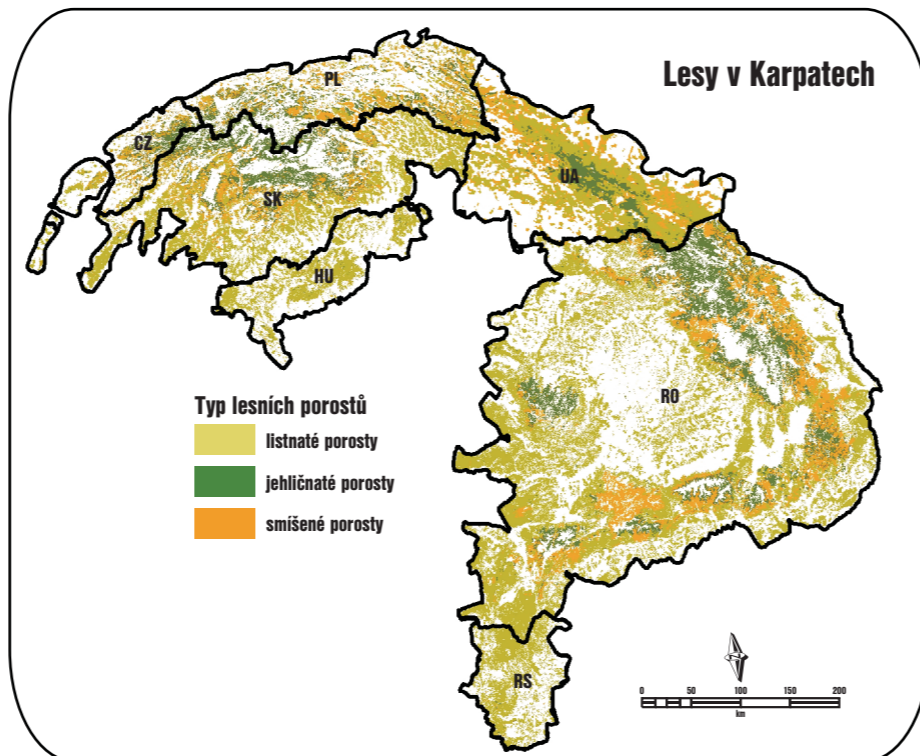 Lesy v Karpatech
PL
CZ
SK
UA
HU
RO
RS
Typ lesních porostů
listnaté porosty
jehličnaté porosty
smíšené porosty
0 50 100 150 200
km